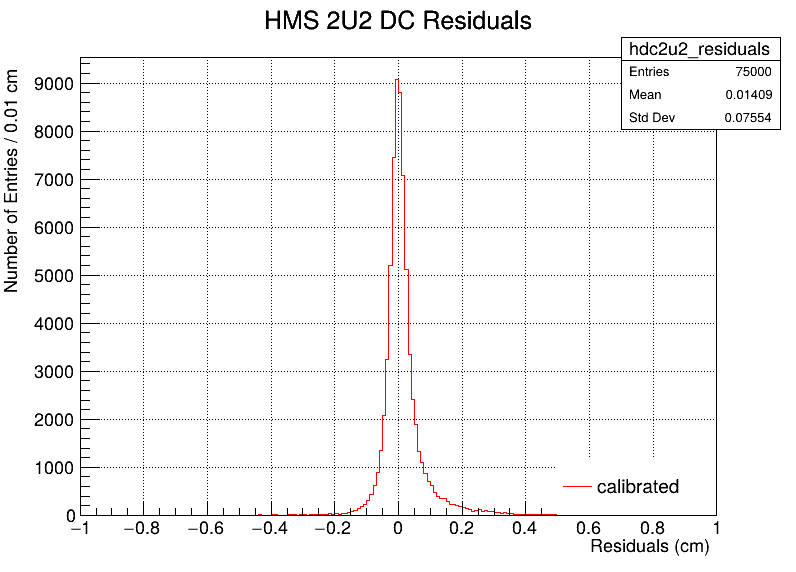 HMS 2U2 DC Residuals
hdc2u2_residuals
Entries 75000
Mean 0.01409
Std Dev 0.07554
Number of Entries / 0.01 cm
9000
8000
7000
6000
5000
4000
3000
2000
1000
0
calibrated
−1 −0.8 −0.6 −0.4 −0.2 0 0.2 0.4 0.6 0.8 1
Residuals (cm)